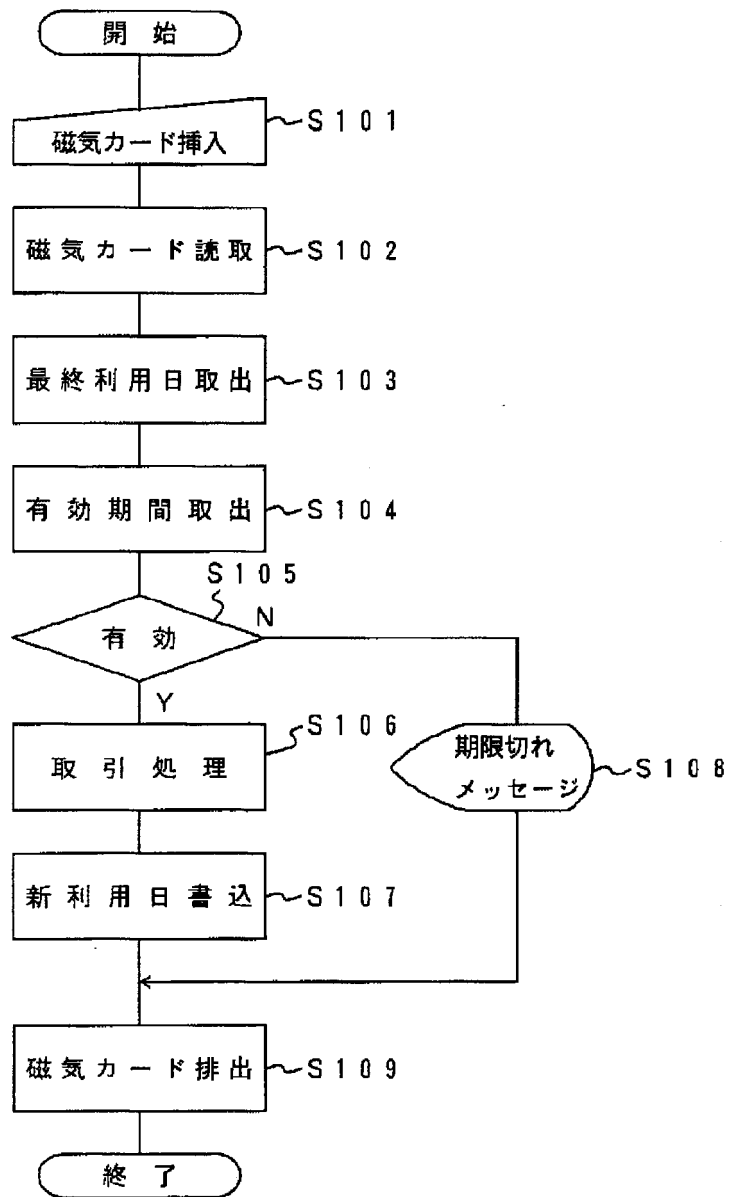 開始
磁気カード挿入
S101
磁気カード読取
S102
最終利用日取出
S103
有効期間取出
S104
S105
有効
N
Y
取引処理
S106
期限切れ
メッセージ
S108
新利用日書込
S107
磁気カード排出
S109
終了